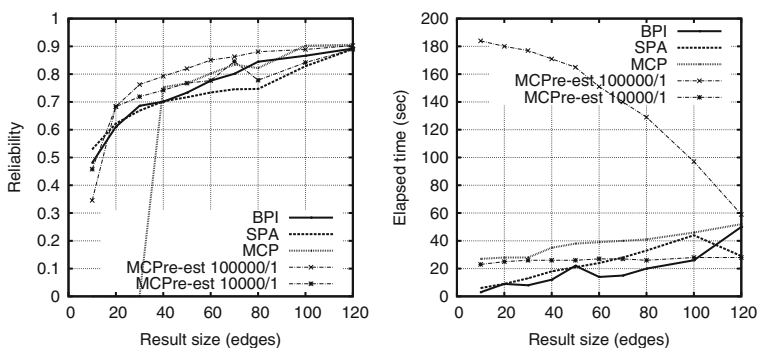 1
0.9
0.8
0.7
0.6
0.5
0.4
0.3
0.2
0.1
0
Reliability
0 20 40 60 80 100 120
Result size (edges)
BPI
SPA
MCP
MCPre-est 100000/1
MCPre-est 10000/1
200
180
160
140
120
100
80
60
40
20
0
Elapsed time (sec)
0 20 40 60 80 100 120
Result size (edges)
BPI
SPA
MCP
MCPre-est 100000/1
MCPre-est 10000/1